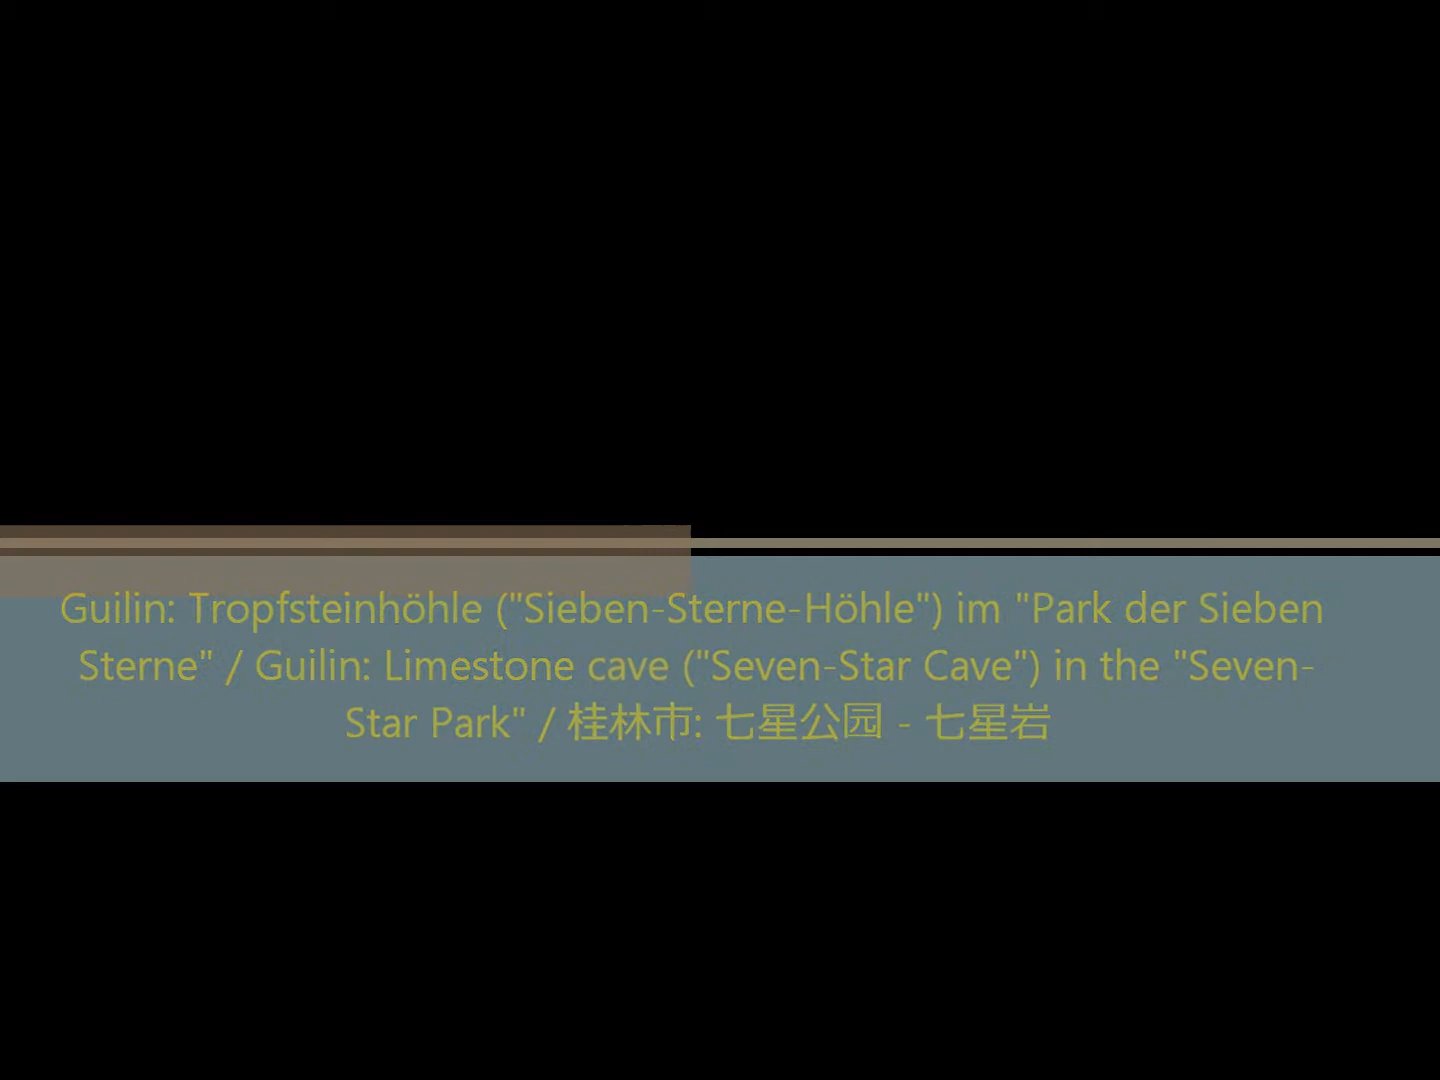 Guilin: Tropfsteinhöhle ("Sieben-Sterne-Höhle") im "Park der Sieben
Sterne" / Guilin: Limestone cave ("Seven-Star Cave") in the "Seven-
Star Park" / 桂林市: 七星公园 - 七星岩